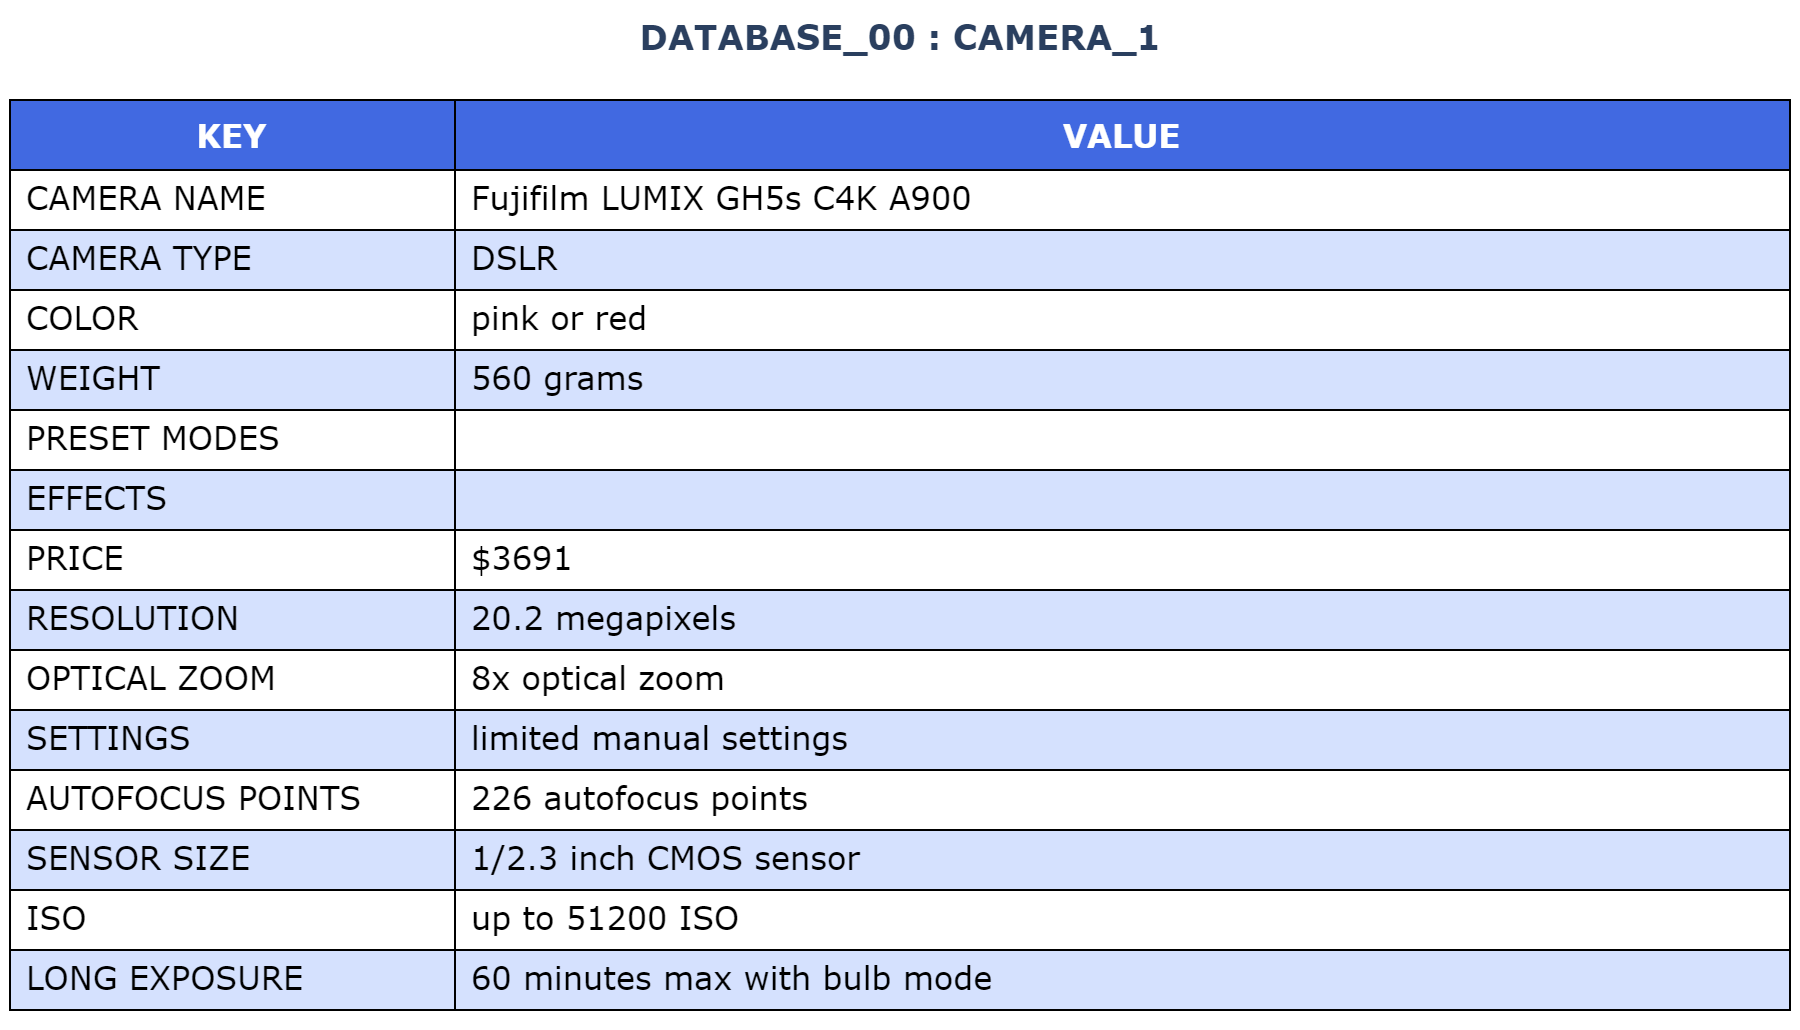 DATABASE_00 : CAMERA_1
KEY VALUE
CAMERA NAME Fujifilm LUMIX GH5s C4K A900
CAMERA TYPE DSLR
COLOR pink or red
WEIGHT 560 grams
PRESET MODES
EFFECTS
PRICE $3691
RESOLUTION 20.2 megapixels
OPTICAL ZOOM 8x optical zoom
SETTINGS limited manual settings
AUTOFOCUS POINTS 226 autofocus points
SENSOR SIZE 1/2.3 inch CMOS sensor
ISO up to 51200 ISO
LONG EXPOSURE 60 minutes max with bulb mode